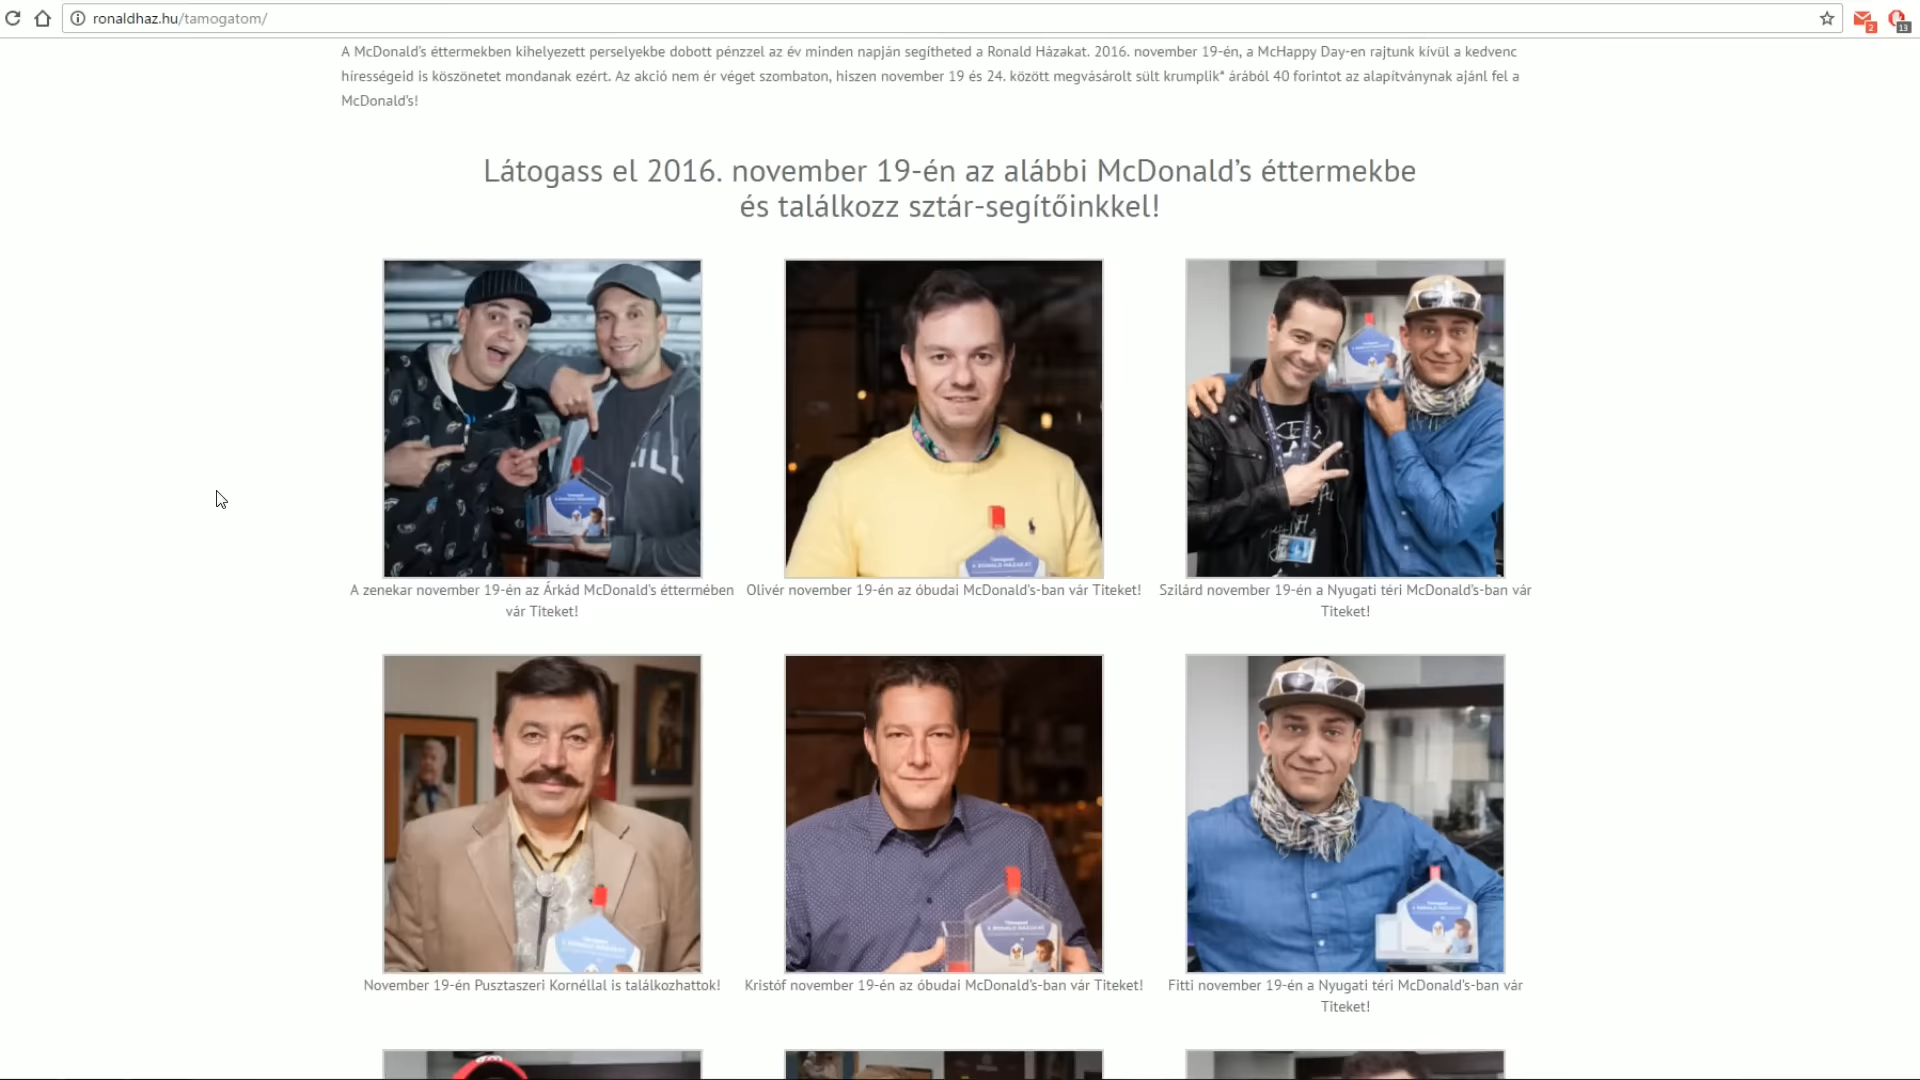 ronaldhaz.hu/tamogatom/
2
13
A McDonald's éttermekben kihelyezett perselyekbe dobott pénzzel az év minden napján segítheted a Ronald Házakat. 2016. november 19-én, a McHappy Day-en rajtunk kívül a kedvenc
hírességeid is köszönetet mondanak ezért. Az akció nem ér véget szombaton, hiszen november 19 és 24. között megvásárolt sült krumplik* árából 40 forintot az alapítványnak ajánl fel a
McDonald's!
Látogass el 2016. november 19-én az alábbi McDonald's éttermekbe
és találkozz sztár-segítőinkkel!
A zenekar november 19-én az Árkád McDonald's éttermében
vár Titeket!
Olivér november 19-én az óbudai McDonald's-ban vár Titeket!
Szilárd november 19-én a Nyugati téri McDonald's-ban vár
Titeket!
November 19-én Pusztaszeri Kornéllal is találkozhattok!
Kristóf november 19-én az óbudai McDonald's-ban vár Titeket!
Fitti november 19-én a Nyugati téri McDonald's-ban vár
Titeket!